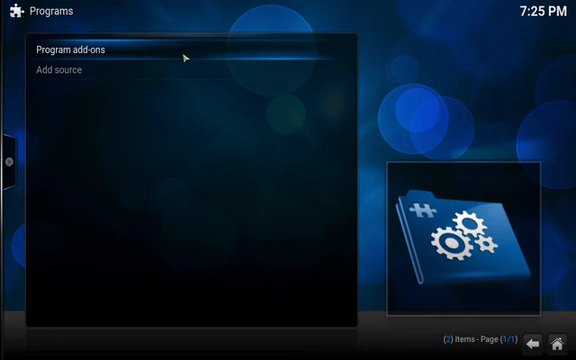 Programs
7:25 PM
Program add-ons
Add source
(2) Items - Page (1/1)